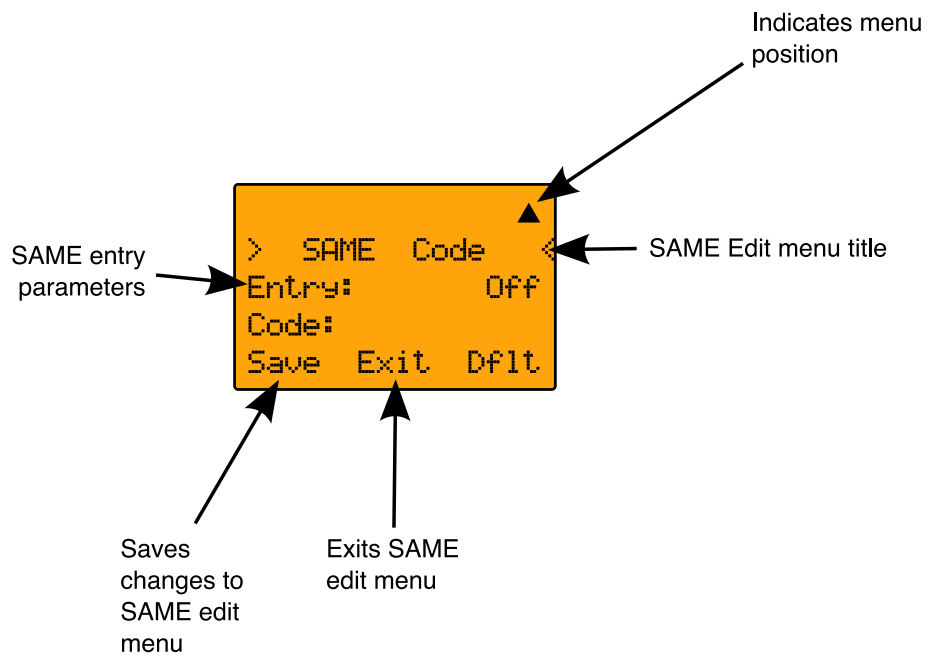 Indicates menu
position
▲
> SAME Code <
SAME Edit menu title
SAME entry
parameters
Entry: Off
Code:
Save Exit Dflt
Saves
changes to
SAME edit
menu
Exits SAME
edit menu